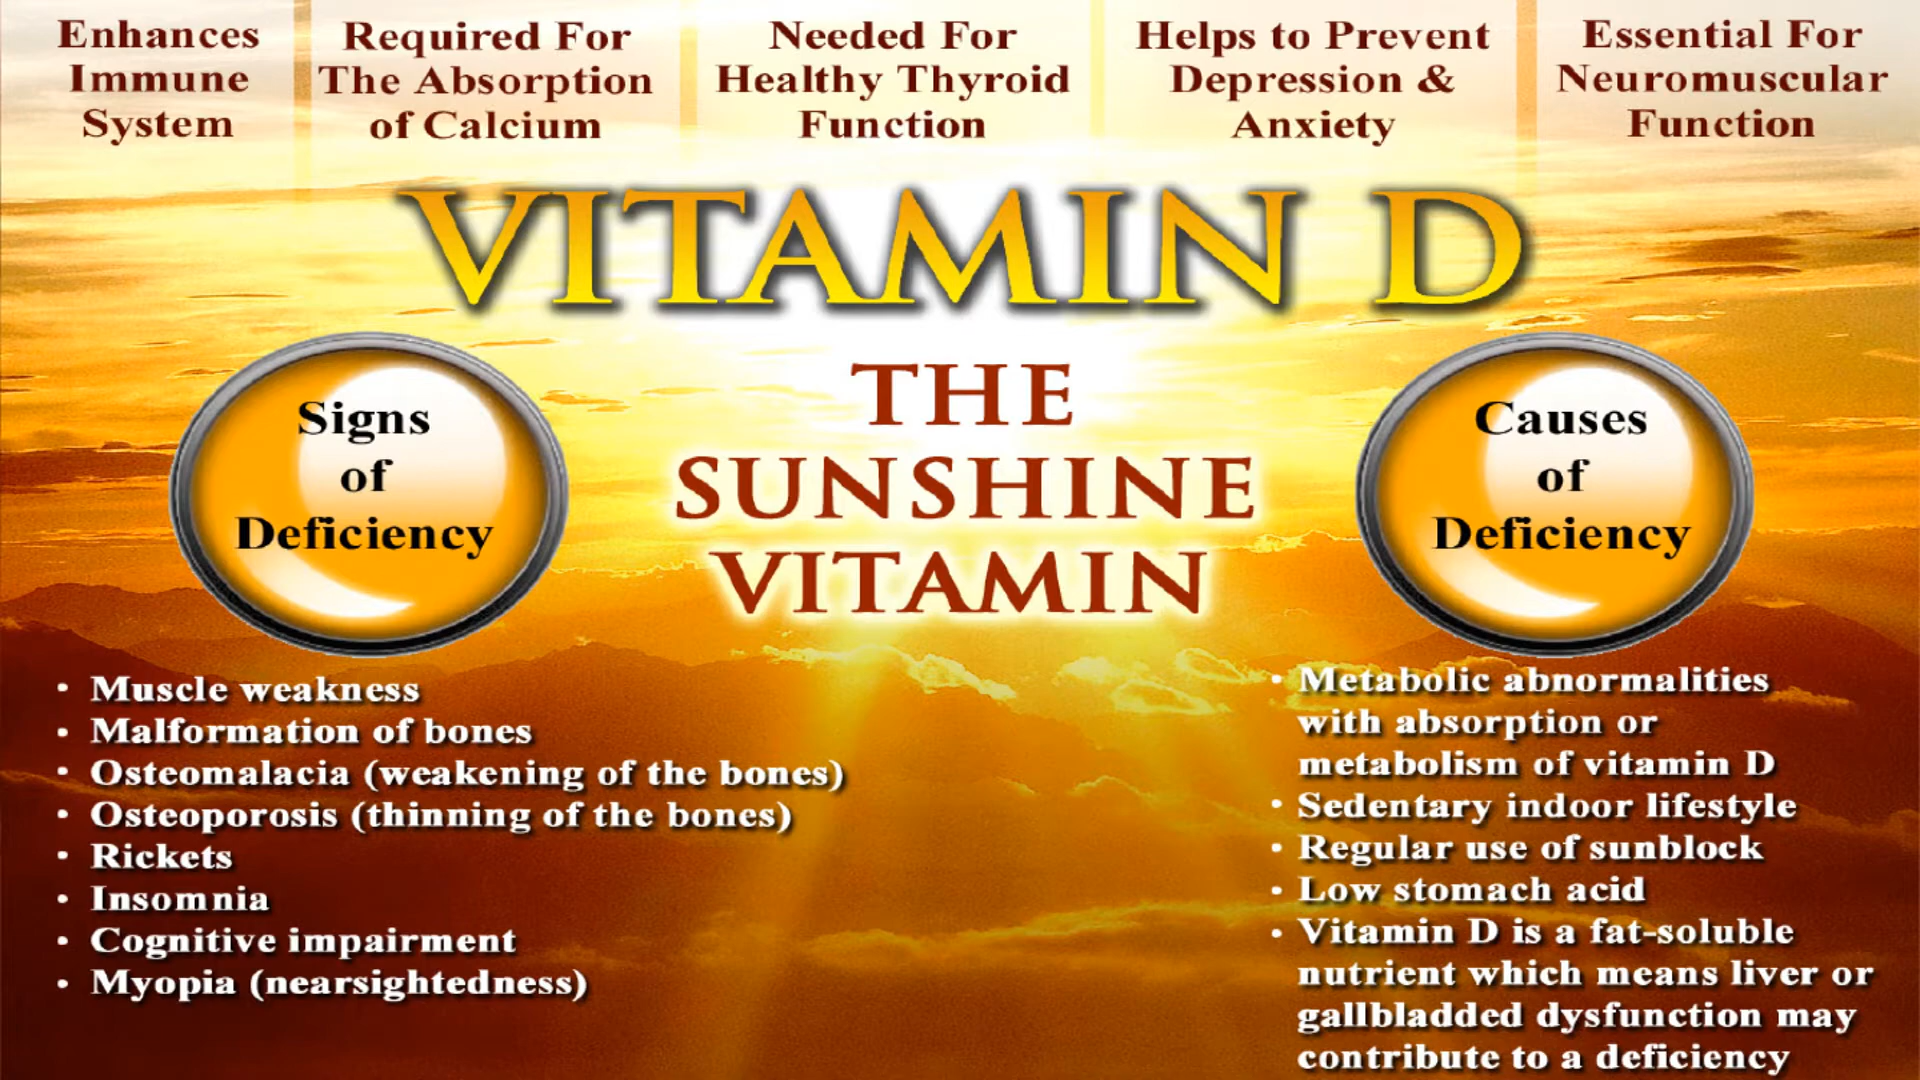 Enhances
Immune
System
Required For
The Absorption
of Calcium
Needed For
Healthy Thyroid
Function
Helps to Prevent
Depression &
Anxiety
Essential For
Neuromuscular
Function
VITAMIN D
THE
SUNSHINE
VITAMIN
Signs
of
Deficiency
• Muscle weakness
• Malformation of bones
• Osteomalacia (weakening of the bones)
• Osteoporosis (thinning of the bones)
• Rickets
• Insomnia
• Cognitive impairment
• Myopia (nearsightedness)
Causes
of
Deficiency
• Metabolic abnormalities
with absorption or
metabolism of vitamin D
• Sedentary indoor lifestyle
• Regular use of sunblock
• Low stomach acid
• Vitamin D is a fat-soluble
nutrient which means liver or
gallbladded dysfunction may
contribute to a deficiency